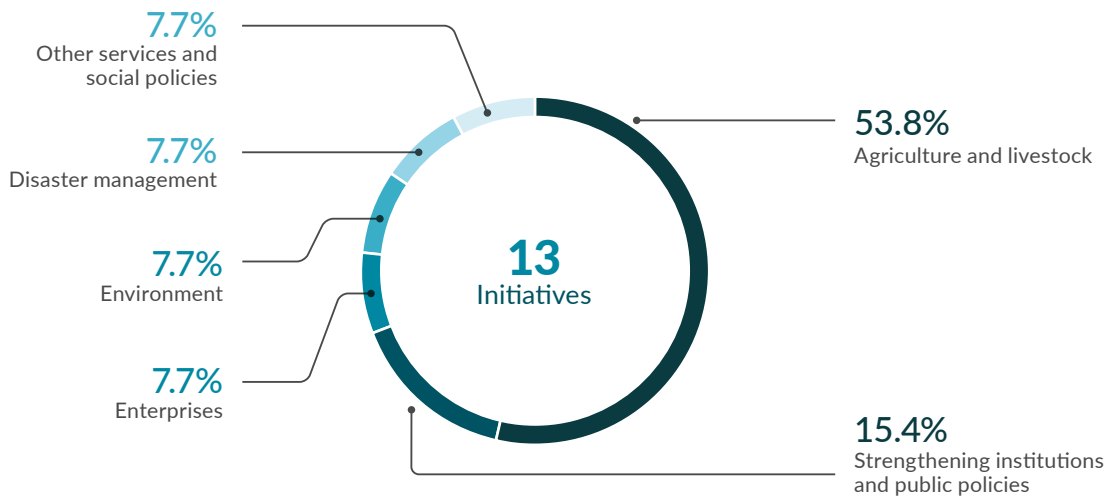 7.7%
Other services and
social policies
7.7%
Disaster management
7.7%
Environment
7.7%
Enterprises
13
Initiatives
53.8%
Agriculture and livestock
15.4%
Strengthening institutions
and public policies